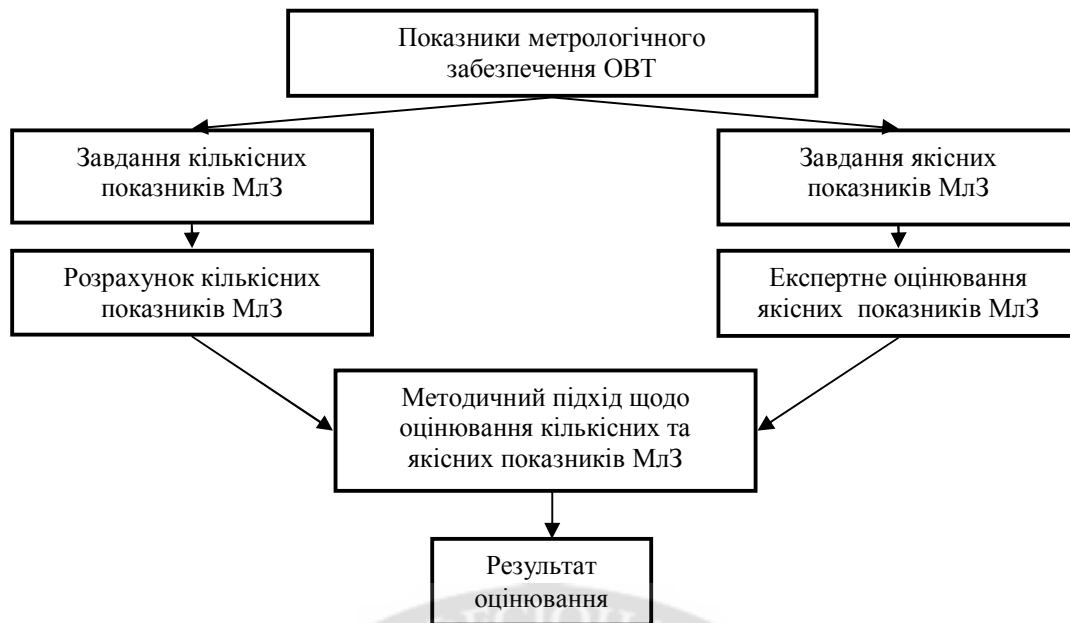 Показники метрологічного
забезпечення ОВТ
Завдання кількісних
показників МлЗ
Завдання якісних
показників МлЗ
Розрахунок кількісних
показників МлЗ
Експертне оцінювання
якісних показників МлЗ
Методичний підхід щодо
оцінювання кількісних та
якісних показників МлЗ
Результат
оцінювання